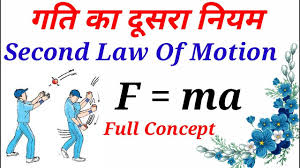 गति का दूसरा नियम
Second Law Of Motion
F = ma
Full Concept